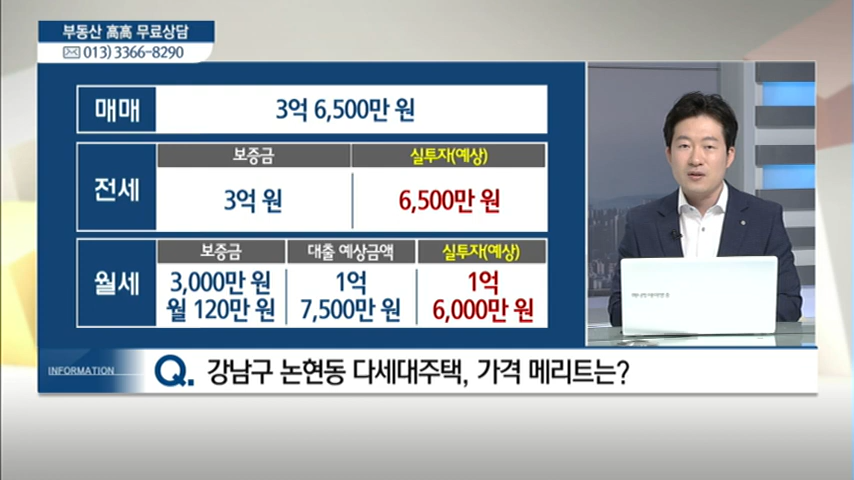 부동산 高高 무료상담
013) 3366-8290
매매
3억 6,500만 원
전세
보증금
실투자(예상)
3억 원
6,500만 원
월세
보증금
대출 예상금액
실투자(예상)
3,000만 원
월 120만 원
1억
7,500만 원
1억
6,000만 원
INFORMATION
Q. 강남구 논현동 다세대주택, 가격 메리트는?